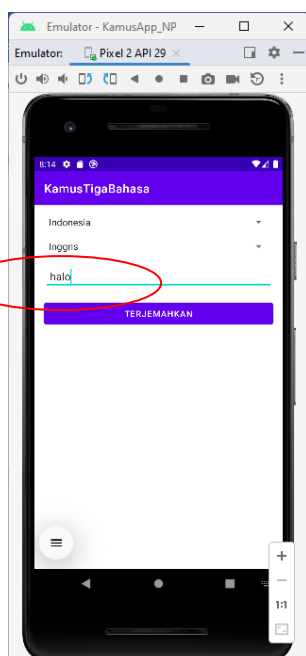 Emulator - KamusApp_NP
Emulator: Pixel 2 API 29
8:14
KamusTigaBahasa
Indonesia
Inggris
halo
TERJEMAHKAN
1:1